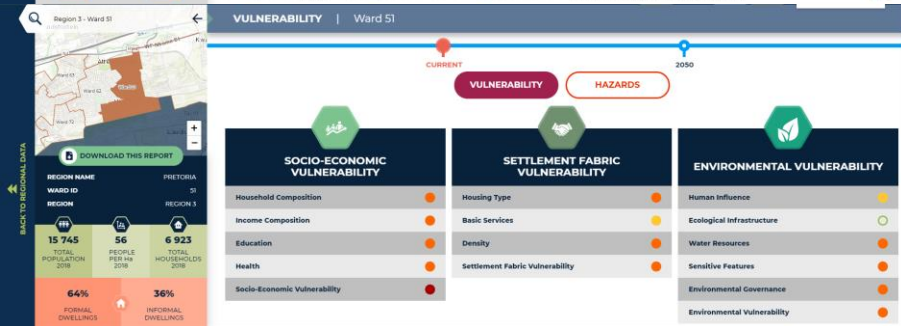 Region 3 - Ward 51
VULNERABILITY | Ward 51
CURRENT
2050
VULNERABILITY
HAZARDS
Ward 72
+
−
DOWNLOAD THIS REPORT
BACK TO REGIONAL DATA
REGION NAME PRETORIA
WARD ID 51
REGION REGION 3
15 745
TOTAL
POPULATION
2018
56
PEOPLE
PER Ha
2018
6 923
TOTAL
HOUSEHOLDS
2018
64%
FORMAL
DWELLINGS
36%
INFORMAL
DWELLINGS
SOCIO-ECONOMIC
VULNERABILITY
Household Composition
Income Composition
Education
Health
Socio-Economic Vulnerability
SETTLEMENT FABRIC
VULNERABILITY
Housing Type
Basic Services
Density
Settlement Fabric Vulnerability
ENVIRONMENTAL VULNERABILITY
Human Influence
Ecological Infrastructure
Water Resources
Sensitive Features
Environmental Governance
Environmental Vulnerability